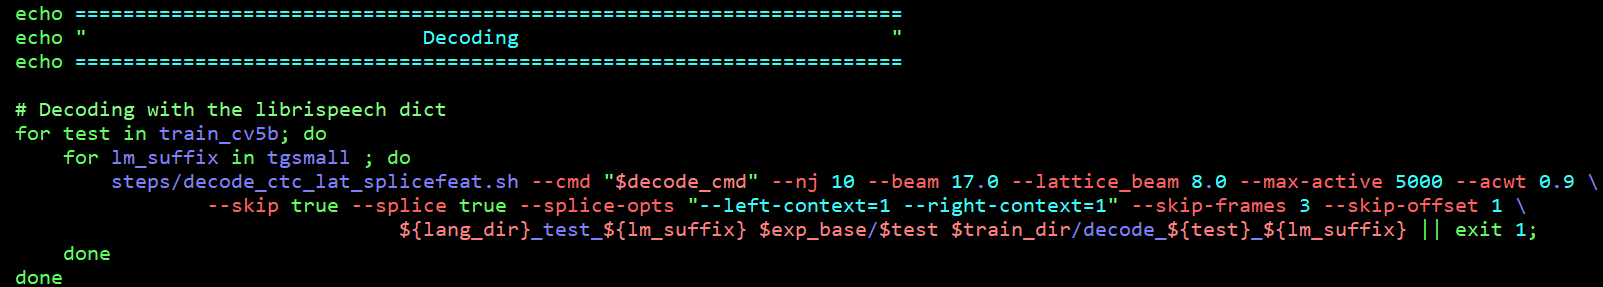 echo =====================================================================
echo "                            Decoding                               "
echo =====================================================================
# Decoding with the librispeech dict
for test in train_cv5b; do
    for lm_suffix in tgsmall ; do
        steps/decode_ctc_lat_splicefeat.sh --cmd "$decode_cmd" --nj 10 --beam 17.0 --lattice_beam 8.0 --max-active 5000 --acwt 0.9 \
                --skip true --splice true --splice-opts "--left-context=1 --right-context=1" --skip-frames 3 --skip-offset 1 \
                                ${lang_dir}_test_${lm_suffix} $exp_base/$test $train_dir/decode_${test}_${lm_suffix} || exit 1;
    done
done